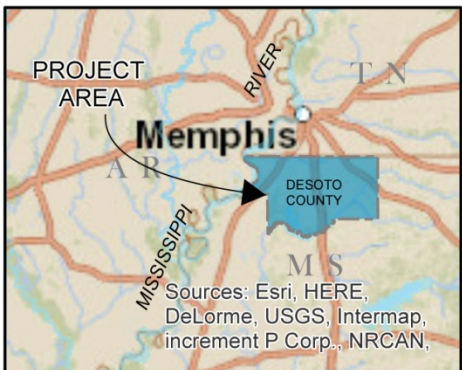 PROJECT
AREA
RIVER
TN
Memphis
AR
DESOTO
COUNTY
MISSISSIPPI
MS
Sources: Esri, HERE,
DeLorme, USGS, Intermap,
increment P Corp., NRCAN,